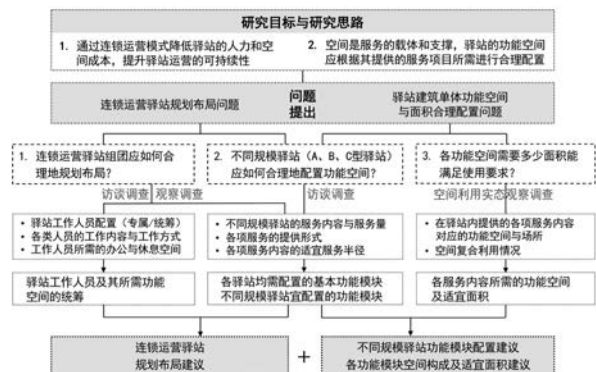 研究目标与研究思路
1. 通过连锁运营模式降低驿站的人力和空
间成本，提升驿站运营的可持续性
2. 空间是服务的载体和支撑，驿站的功能空间
应根据其提供的服务项目所需进行合理配置
连锁运营驿站规划布局问题
问题
提出
驿站建筑单体功能空间
与面积合理配置问题
1. 连锁运营驿站组团应如何合
理地规划布局？
2. 不同规模驿站（A、B、C型驿站）
应如何合理地配置功能空间？
3. 各功能空间需要多少面积能
满足使用要求？
访谈调查
观察调查
访谈调查
空间利用实态观察调查
• 驿站工作人员配置（专属/统筹）
• 各类人员的工作内容与工作方式
• 工作人员所需的办公与休息空间
• 不同规模驿站的服务内容与服务量
• 各项服务的提供形式
• 各项服务内容的适宜服务半径
• 在驿站内提供的各项服务内容
对应的功能空间与场所
• 空间复合利用情况
驿站工作人员及其所需功能
空间的统筹
各驿站均需配置的基本功能模块
不同规模驿站宜配置的功能模块
各服务内容所需的功能空间
及适宜面积
连锁运营驿站
规划布局建议
+
不同规模驿站功能模块配置建议
各功能模块空间构成及适宜面积建议